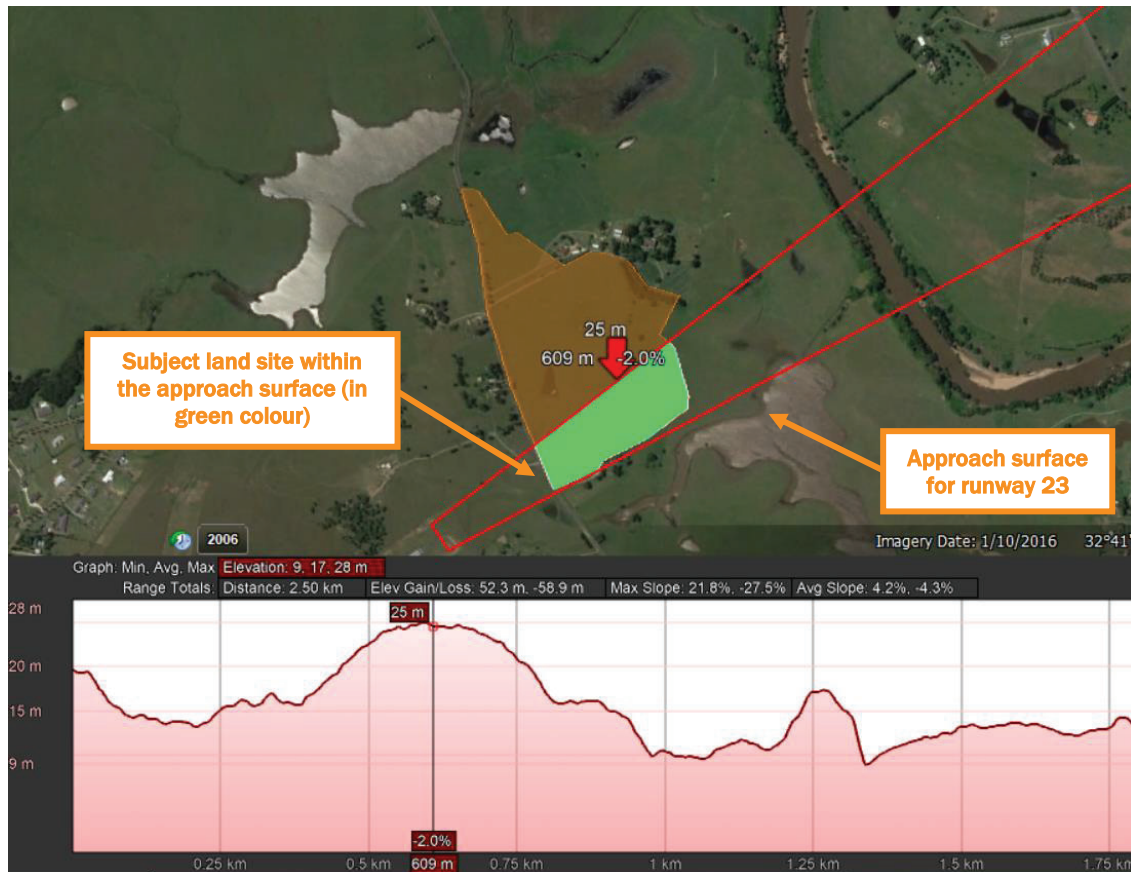 25 m
609 m
-2.0%
Subject land site within
the approach surface (in
green colour)
Approach surface
for runway 23
2006
Imagery Date: 1/10/2016
32°41'
Graph: Min, Avg, Max
Elevation: 9, 17, 28 m
Range Totals:
Distance: 2.50 km
Elev Gain/Loss: 52.3 m, -58.9 m
Max Slope: 21.8%, -27.5%
Avg Slope: 4.2%, -4.3%
28 m
25 m
20 m
15 m
9 m
-2.0%
0.25 km
0.5 km
609 m
0.75 km
1 km
1.25 km
1.5 km
1.75 km